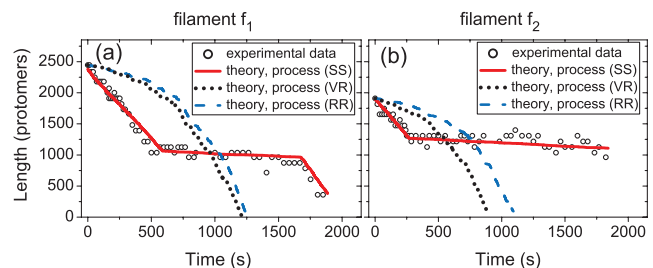 filament f1
filament f2
(a)
experimental data
theory, process (SS)
theory, process (VR)
theory, process (RR)
(b)
experimental data
theory, process (SS)
theory, process (VR)
theory, process (RR)
Length (protomers)
2500
2000
1500
1000
500
0
0 500 1000 1500 2000
0 500 1000 1500 2000
Time (s)
Time (s)